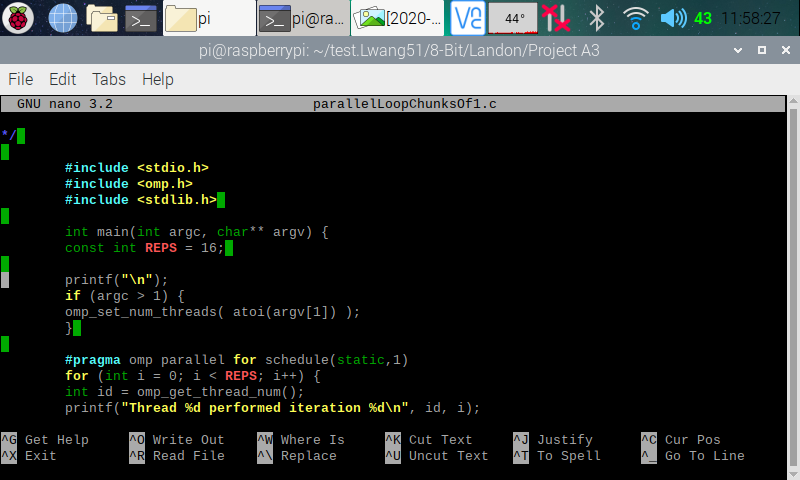 pi
pi@ra...
[2020-...
44°
43
11:58:27
pi@raspberrypi: ~/test.Lwang51/8-Bit/Landon/Project A3
File Edit Tabs Help
GNU nano 3.2 parallelLoopChunksOf1.c
*/
#include <stdio.h>
#include <omp.h>
#include <stdlib.h>
int main(int argc, char** argv) {
const int REPS = 16;
printf("\n");
if (argc > 1) {
omp_set_num_threads( atoi(argv[1]) );
}
#pragma omp parallel for schedule(static,1)
for (int i = 0; i < REPS; i++) {
int id = omp_get_thread_num();
printf("Thread %d performed iteration %d\n", id, i);
^G Get Help ^O Write Out ^W Where Is ^K Cut Text ^J Justify ^C Cur Pos
^X Exit ^R Read File ^\ Replace ^U Uncut Text ^T To Spell ^_ Go To Line